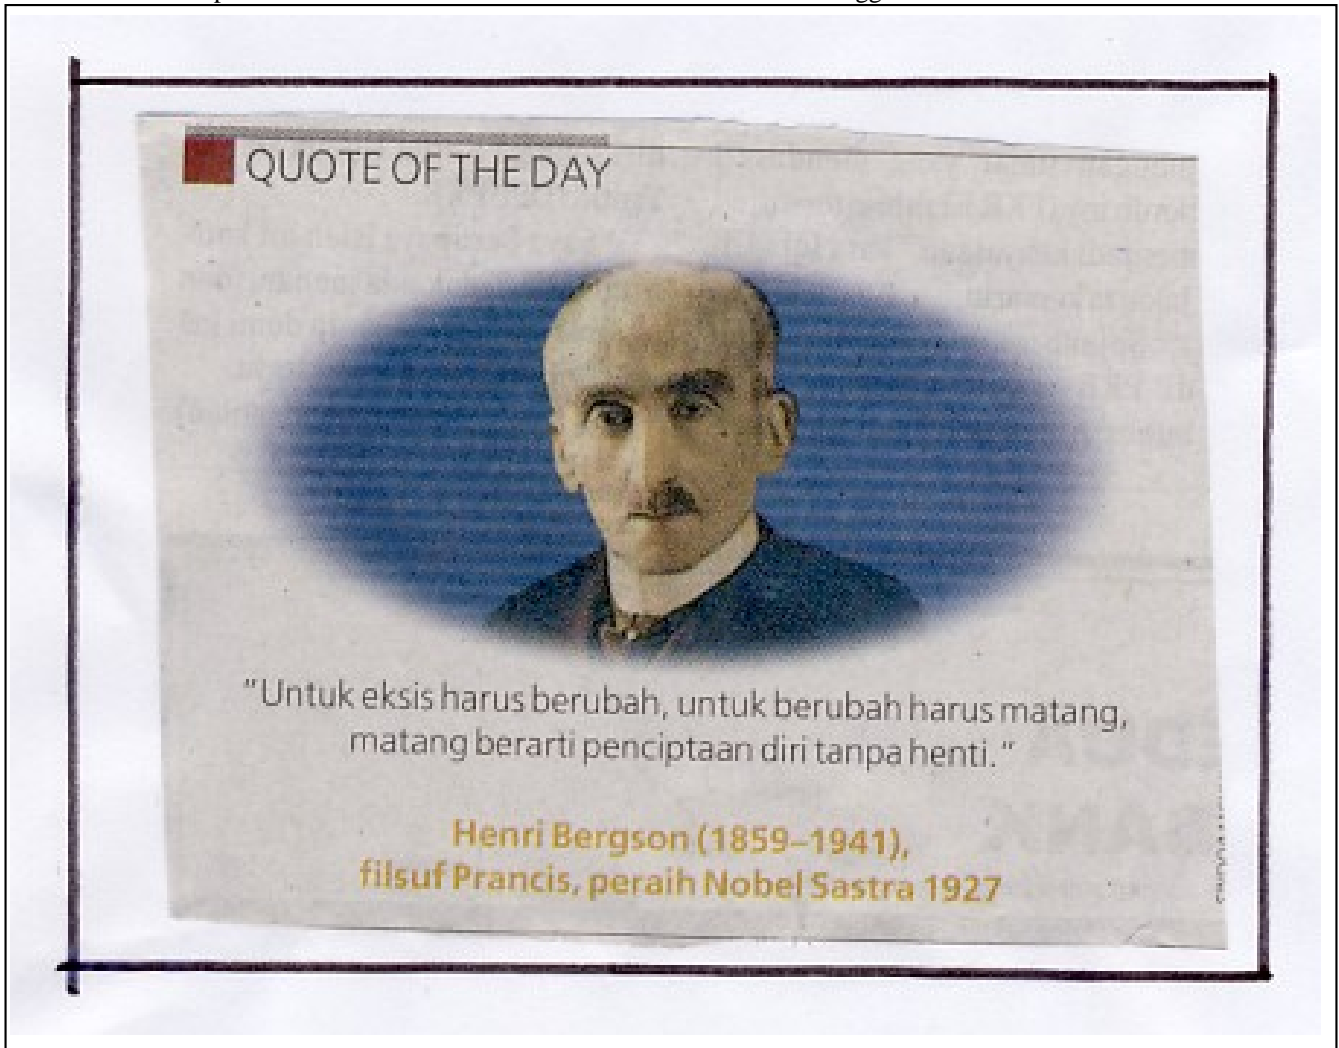 QUOTE OF THE DAY
“Untuk eksis harus berubah, untuk berubah harus matang,
matang berarti penciptaan diri tanpa henti.”
Henri Bergson (1859–1941),
filsuf Prancis, peraih Nobel Sastra 1927